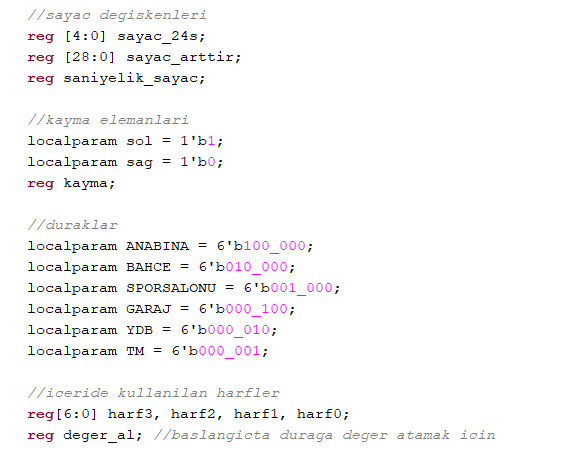 //sayac degiskenleri
reg [4:0] sayac_24s;
reg [28:0] sayac_arttir;
reg saniyelik_sayac;
//kayma elemanlari
localparam sol = 1'b1;
localparam sag = 1'b0;
reg kayma;
//duraklar
localparam ANABINA = 6'b100_000;
localparam BAHCE = 6'b010_000;
localparam SPORSALONU = 6'b001_000;
localparam GARAJ = 6'b000_100;
localparam YDB = 6'b000_010;
localparam TM = 6'b000_001;
//iceride kullanilan harfler
reg[6:0] harf3, harf2, harf1, harf0;
reg deger_al; //baslangicta duraga deger atamak icin